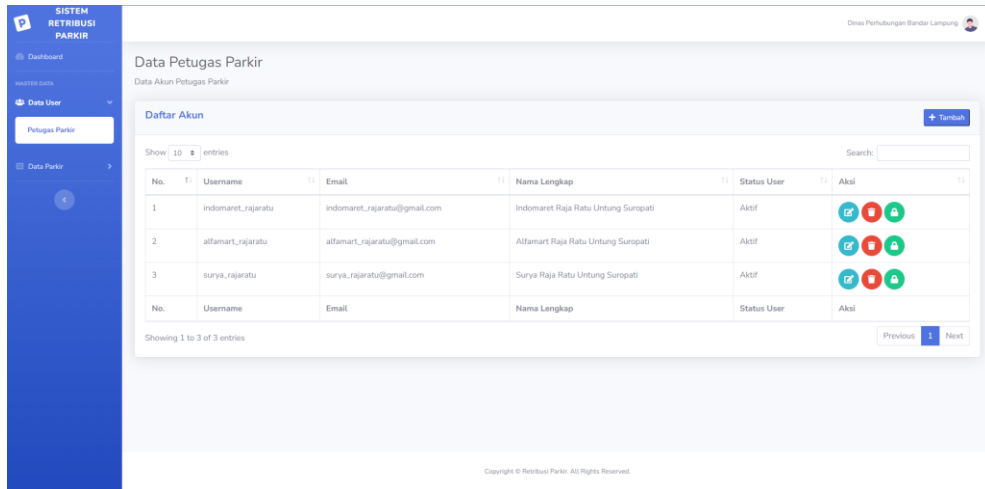 P
SISTEM
RETRIBUSI
PARKIR
Dinas Perhubungan Bandar Lampung
Dashboard
MASTER DATA
Data User
Petugas Parkir
Data Parkir
Data Petugas Parkir
Data Akun Petugas Parkir
Daftar Akun
+ Tambah
Show 10 entries
Search:
No. Username Email Nama Lengkap Status User Aksi
1 indomaret_rajaratu indomaret_rajaratu@gmail.com Indomaret Raja Ratu Untung Suropati Aktif
2 alfamart_rajaratu alfamart_rajaratu@gmail.com Alfamart Raja Ratu Untung Suropati Aktif
3 surya_rajaratu surya_rajaratu@gmail.com Surya Raja Ratu Untung Suropati Aktif
No. Username Email Nama Lengkap Status User Aksi
Showing 1 to 3 of 3 entries
Previous 1 Next
Copyright © Retribusi Parkir. All Rights Reserved.